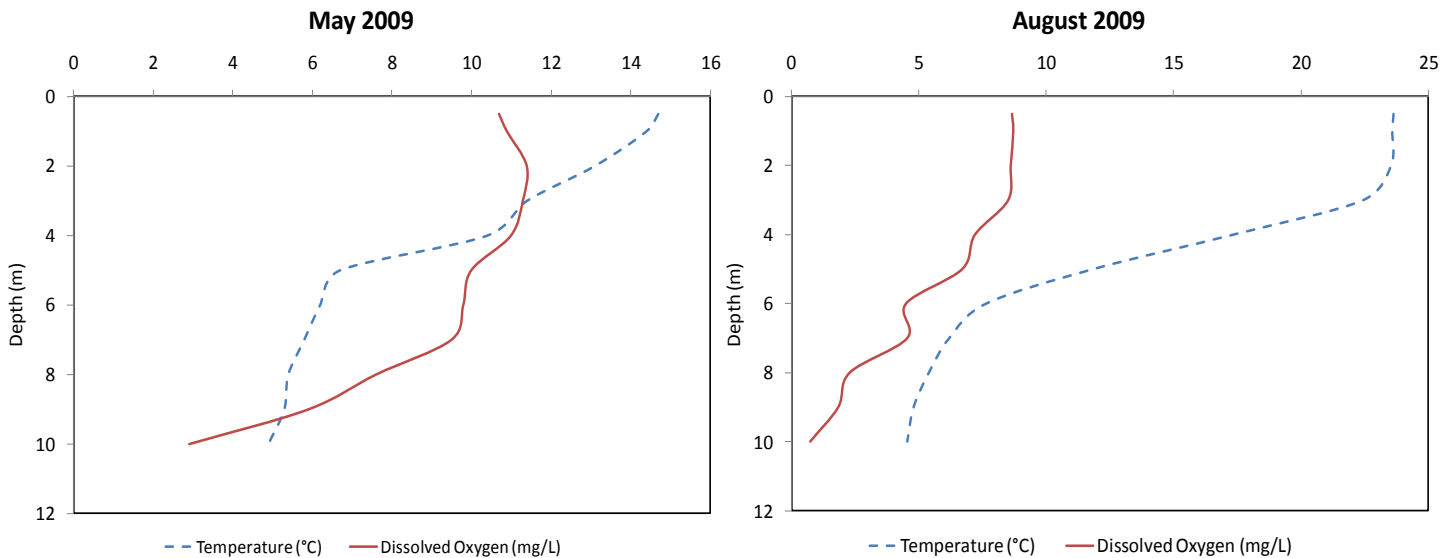 May 2009
0 2 4 6 8 10 12 14 16
0
2
4
6
8
10
12
Depth (m)
Temperature (°C) Dissolved Oxygen (mg/L)
August 2009
0 5 10 15 20 25
0
2
4
6
8
10
12
Depth (m)
Temperature (°C) Dissolved Oxygen (mg/L)